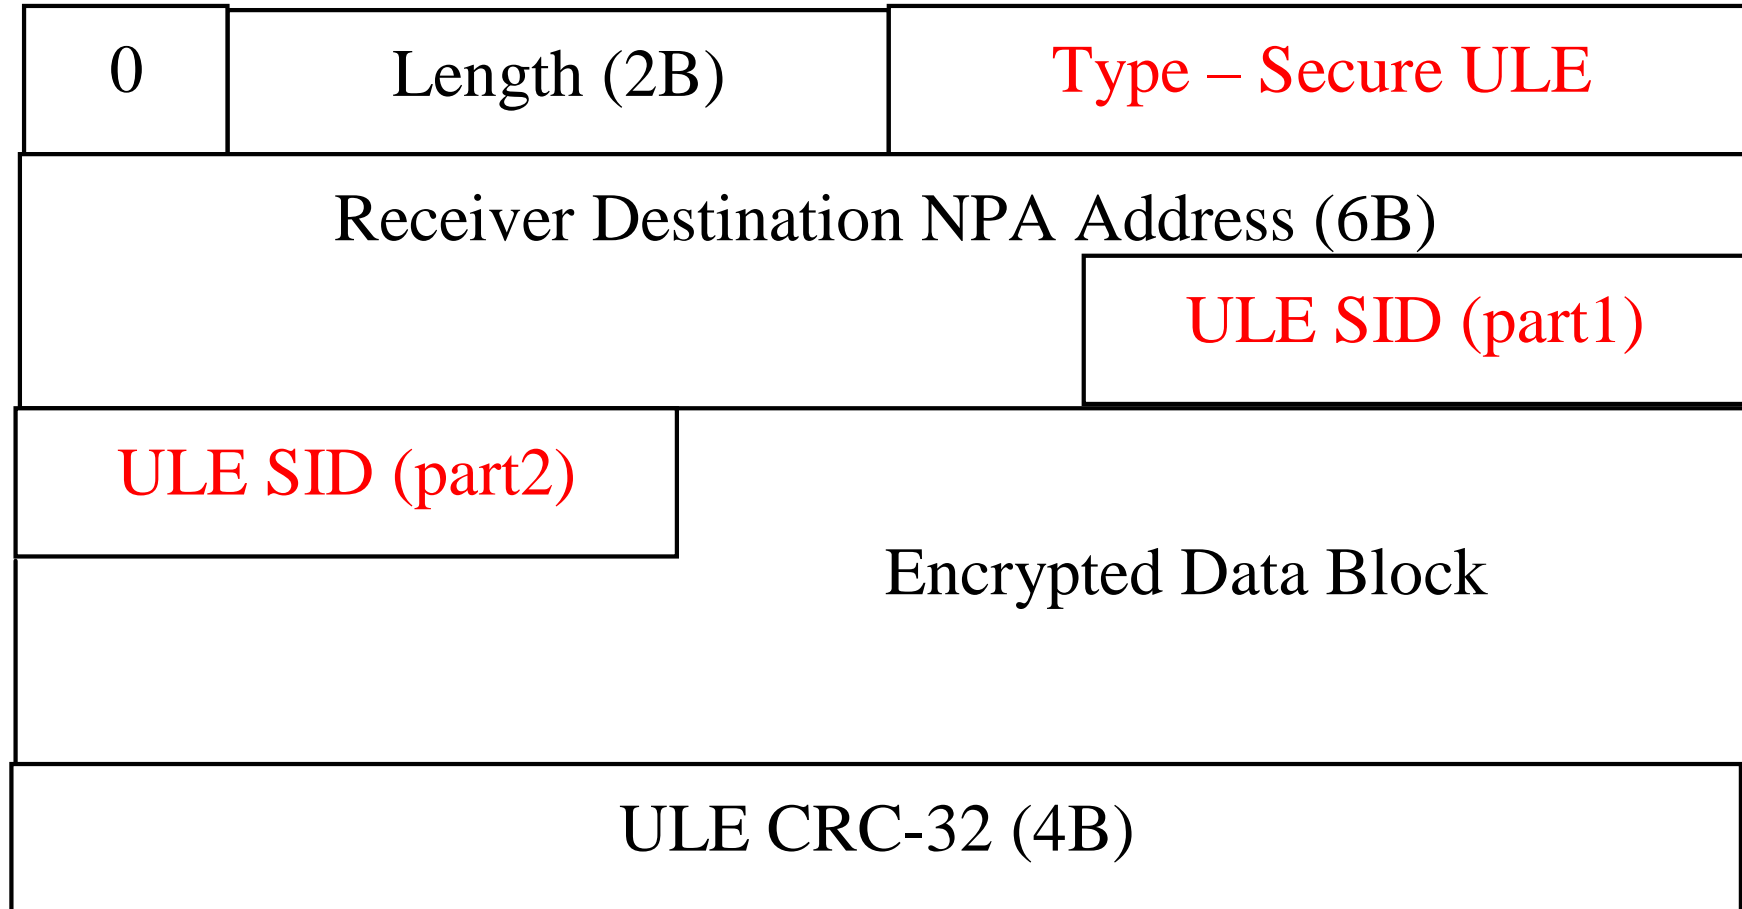 0
Length (2B)
Type – Secure ULE
Receiver Destination NPA Address (6B)
ULE SID (part1)
ULE SID (part2)
Encrypted Data Block
ULE CRC-32 (4B)